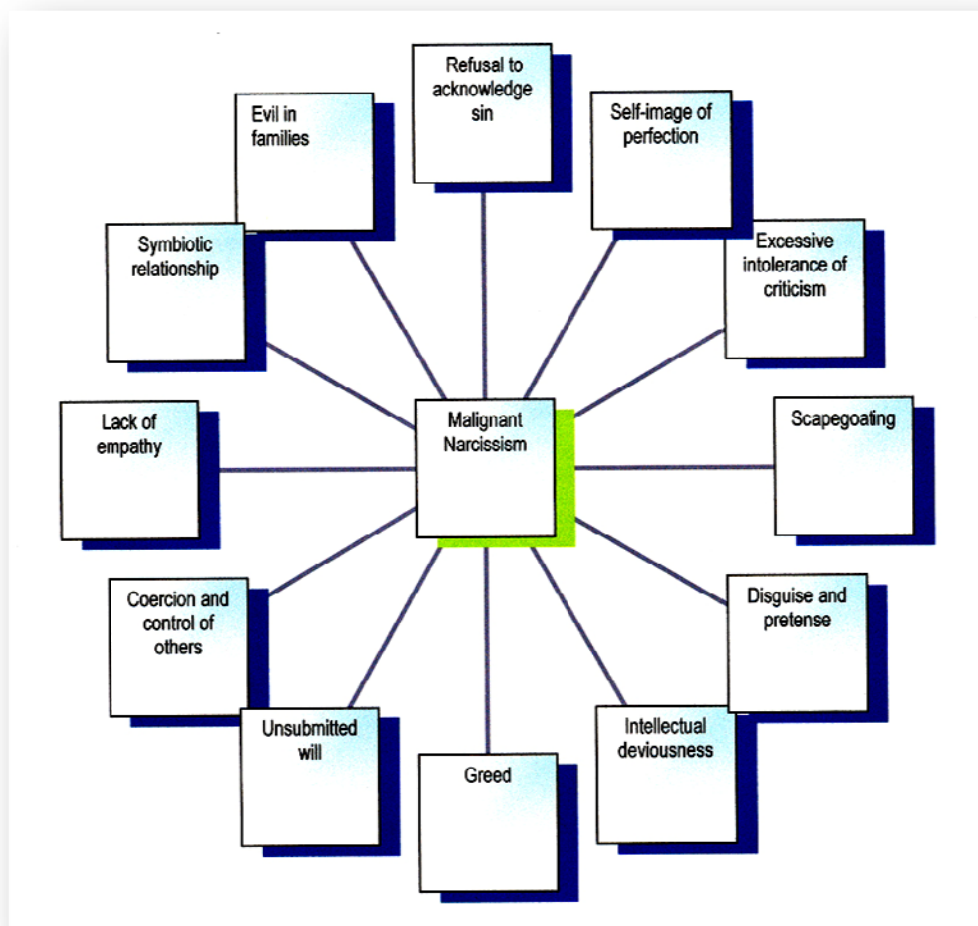 Refusal to
acknowledge
sin
Self-image of
perfection
Excessive
intolerance of
criticism
Scapegoating
Disguise and
pretense
Intellectual
deviousness
Greed
Unsubmitted
will
Coercion and
control of
others
Lack of
empathy
Symbiotic
relationship
Evil in
families
Malignant
Narcissism